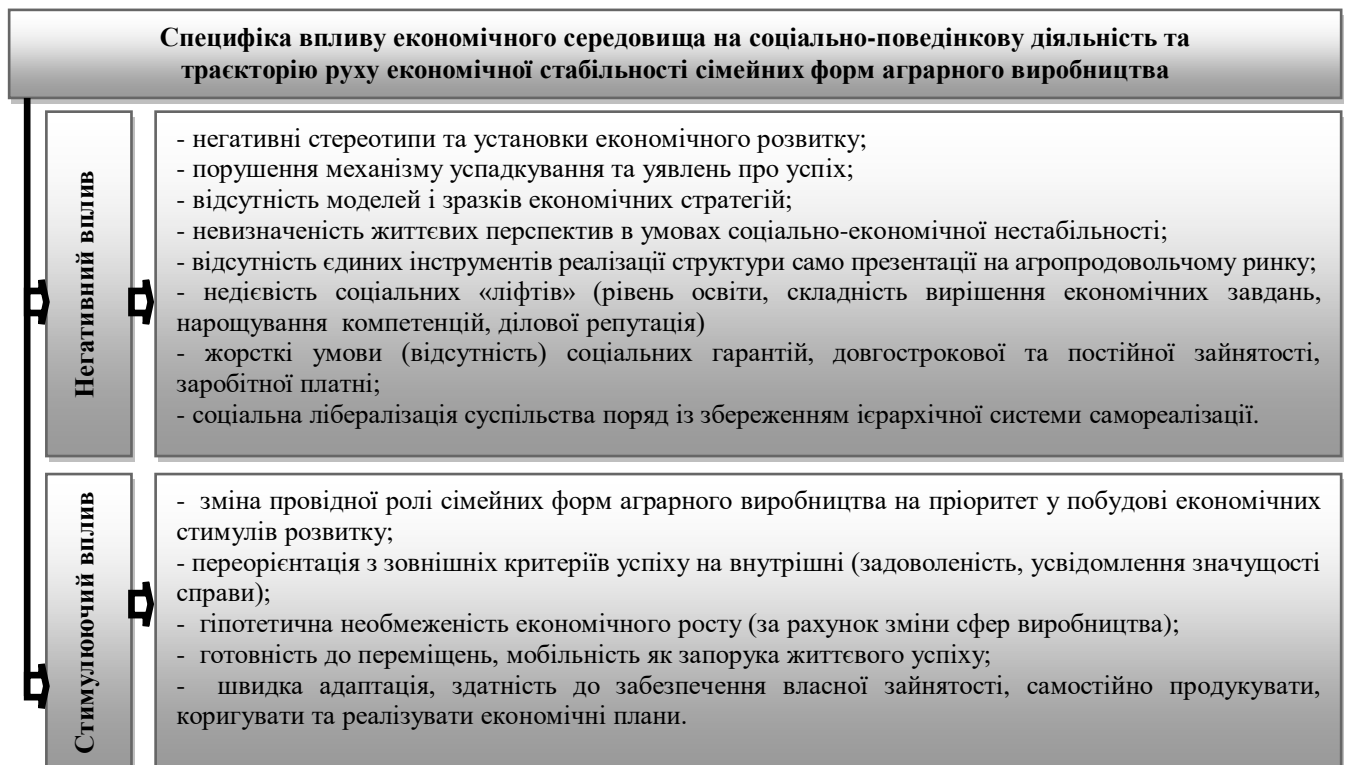 Специфіка впливу економічного середовища на соціально-поведінкову діяльність та
траєкторію руху економічної стабільності сімейних форм аграрного виробництва
Негативний вплив
- негативні стереотипи та установки економічного розвитку;
- порушення механізму успадкування та уявлень про успіх;
- відсутність моделей і зразків економічних стратегій;
- невизначеність життєвих перспектив в умовах соціально-економічної нестабільності;
- відсутність єдиних інструментів реалізації структури само презентації на агропродовольчому ринку;
- недієвість соціальних «ліфтів» (рівень освіти, складність вирішення економічних завдань,
нарощування компетенцій, ділової репутація)
- жорсткі умови (відсутність) соціальних гарантій, довгострокової та постійної зайнятості,
заробітної платні;
- соціальна лібералізація суспільства поряд із збереженням ієрархічної системи самореалізації.
Стимулюючий вплив
- зміна провідної ролі сімейних форм аграрного виробництва на пріоритет у побудові економічних
стимулів розвитку;
- переорієнтація з зовнішніх критеріїв успіху на внутрішні (задоволеність, усвідомлення значущості
справи);
- гіпотетична необмеженість економічного росту (за рахунок зміни сфер виробництва);
- готовність до переміщень, мобільність як запорука життєвого успіху;
- швидка адаптація, здатність до забезпечення власної зайнятості, самостійно продукувати,
коригувати та реалізувати економічні плани.